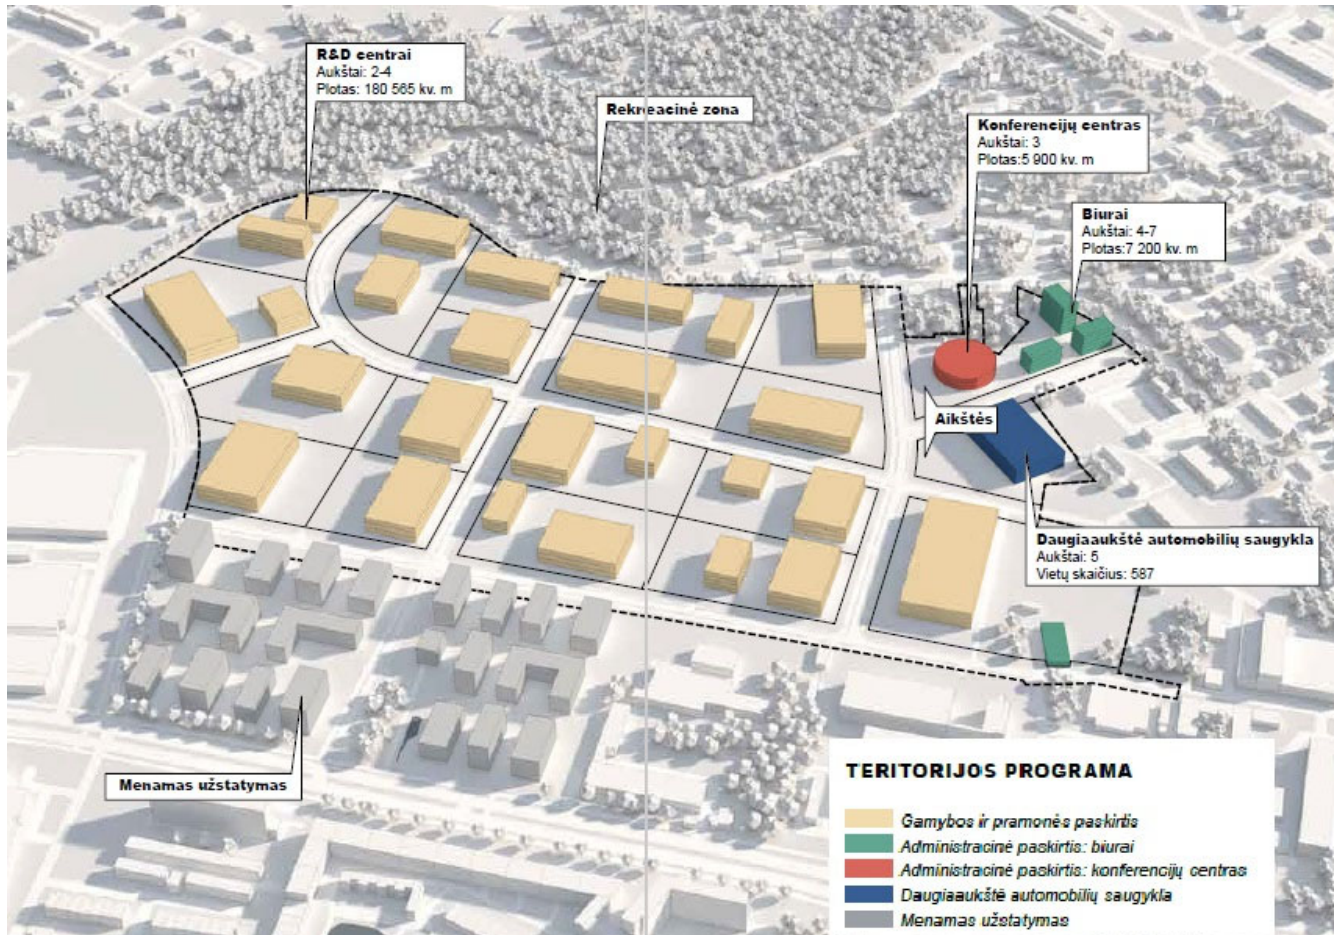 R&D centrai
Aukštai: 2-4
Plotas: 180 565 kv. m
Rekreacinė zona
Konferencijų centras
Aukštai: 3
Plotas:5 900 kv. m
Biurai
Aukštai: 4-7
Plotas:7 200 kv. m
Aikštės
Daugiaaukštė automobilių saugykla
Aukštai: 5
Vietų skaičius: 587
Menamas užstatymas
TERITORIJOS PROGRAMA
Gamybos ir pramonės paskirtis
Administracinė paskirtis: biurai
Administracinė paskirtis: konferencijų centras
Daugiaaukštė automobilių saugykla
Menamas užstatymas